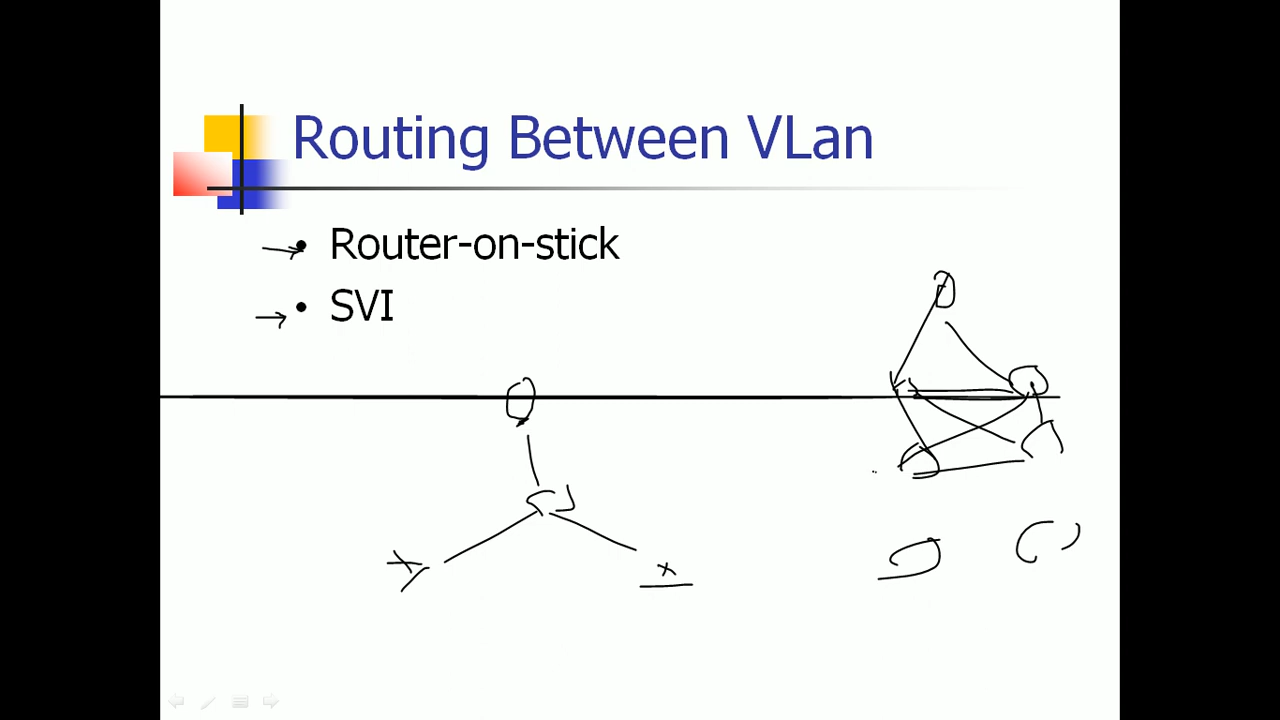 Routing Between VLan
• Router-on-stick
• SVI